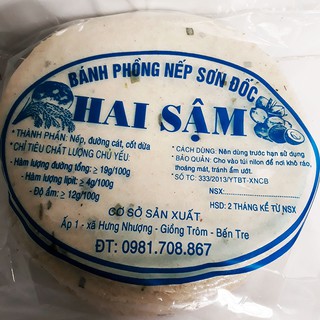 BÁNH PHỒNG NẾP SƠN ĐỐC
HAI SẬM
* THÀNH PHẦN: Nếp, đường cát, cốt dừa
* CHỈ TIÊU CHẤT LƯỢNG CHỦ YẾU:
- Hàm lượng đường tổng: ≥ 19g/100g
- Hàm lượng lipit: ≥ 4g/100g
- Độ ẩm: ≥ 12g/100g
* CÁCH DÙNG: Nên dùng trước hạn sử dụng
* BẢO QUẢN: Cho vào túi nilon để nơi khô ráo,
thoáng mát, tránh ẩm ướt.
* SỐ TC: 333/2013/YTBT-XNCB
NSX:
HSD: 2 THÁNG KỂ TỪ NSX
CƠ SỞ SẢN XUẤT,
Ấp 1 - xã Hưng Nhượng - Giồng Trôm - Bến Tre
ĐT: 0981.708.867